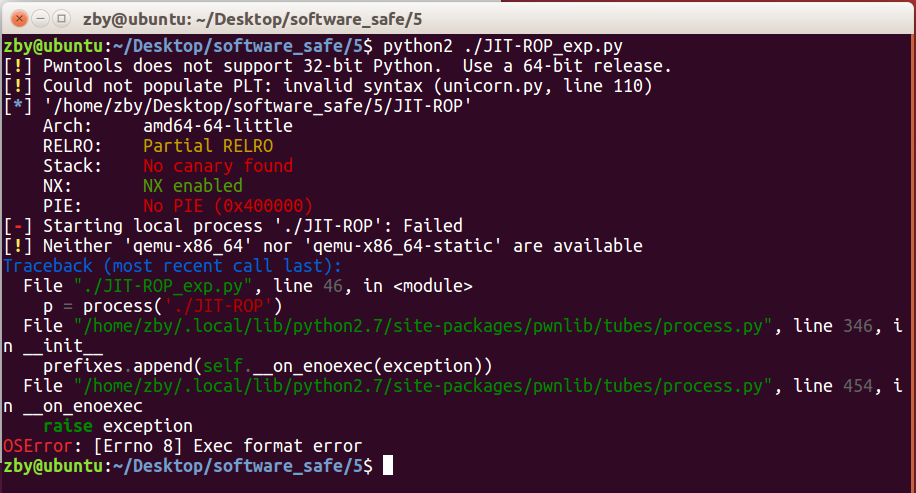 zby@ubuntu: ~/Desktop/software_safe/5
zby@ubuntu:~/Desktop/software_safe/5$ python2 ./JIT-ROP_exp.py
[!] Pwntools does not support 32-bit Python.  Use a 64-bit release.
[!] Could not populate PLT: invalid syntax (unicorn.py, line 110)
[*] '/home/zby/Desktop/software_safe/5/JIT-ROP'
    Arch:     amd64-64-little
    RELRO:    Partial RELRO
    Stack:    No canary found
    NX:       NX enabled
    PIE:      No PIE (0x400000)
[-] Starting local process './JIT-ROP': Failed
[!] Neither 'qemu-x86_64' nor 'qemu-x86_64-static' are available
Traceback (most recent call last):
  File "./JIT-ROP_exp.py", line 46, in <module>
    p = process('./JIT-ROP')
  File "/home/zby/.local/lib/python2.7/site-packages/pwnlib/tubes/process.py", line 346, i
n __init__
    prefixes.append(self.__on_enoexec(exception))
  File "/home/zby/.local/lib/python2.7/site-packages/pwnlib/tubes/process.py", line 454, i
n __on_enoexec
    raise exception
OSError: [Errno 8] Exec format error
zby@ubuntu:~/Desktop/software_safe/5$